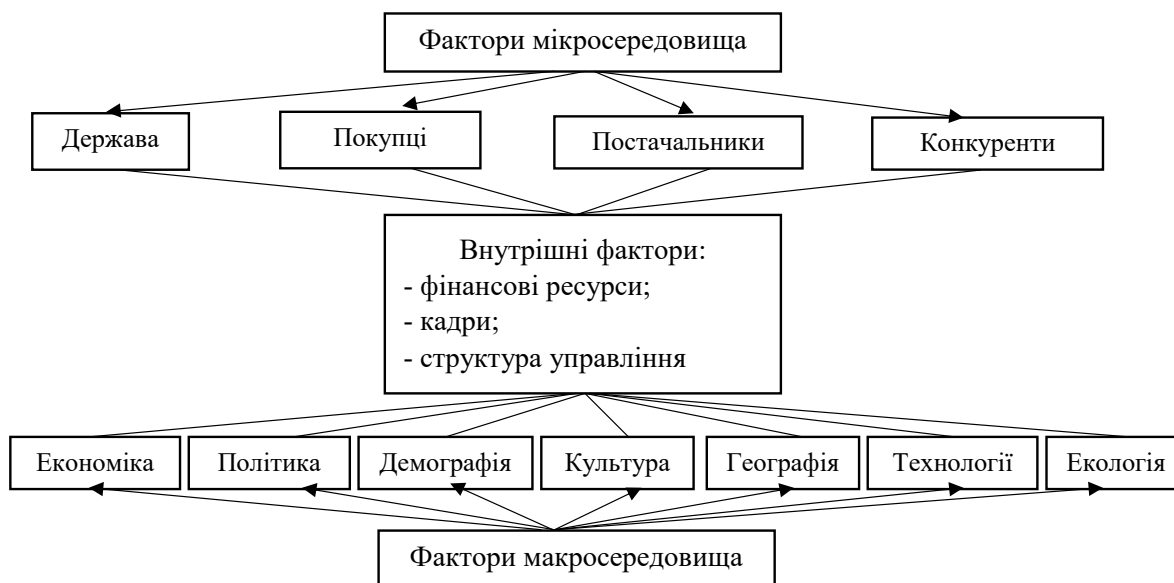 Фактори мікросередовища
Держава
Покупці
Постачальники
Конкуренти
Внутрішні фактори:
- фінансові ресурси;
- кадри;
- структура управління
Економіка
Політика
Демографія
Культура
Географія
Технології
Екологія
Фактори макросередовища